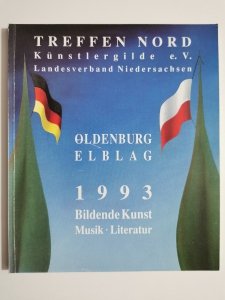 TREFFEN NORD
Künstlergilde e.V.
Landesverband Niedersachsen
OLDENBURG
ELBLAG
1993
Bildende Kunst
Musik · Literatur